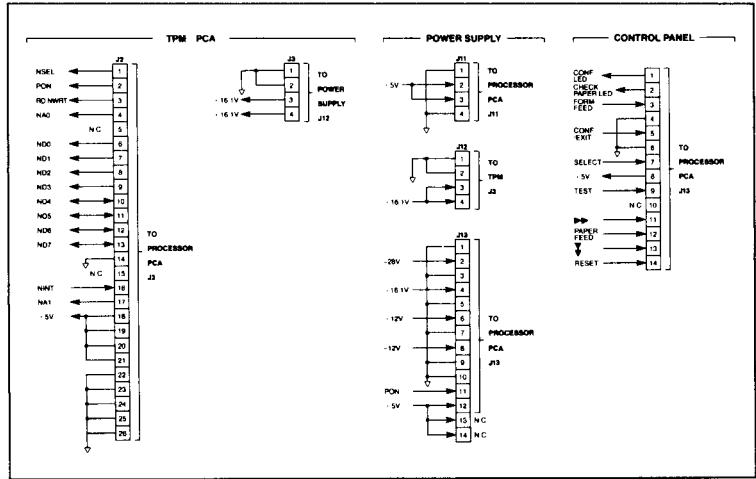 TPM PCA
J2
NSEL 1
PON 2
RD NWRT 3
NA0 4
N C 5
ND0 6
ND1 7
ND2 8
ND3 9
ND4 10
ND5 11
ND6 12
ND7 13
14
N C 15
NINT 16
NA1 17
- 5V 18
19
20
21
22
23
24
25
26
TO
PROCESSOR
PCA
J3
J3
1
2
- 16 1V 3
- 16 1V 4
TO
POWER
SUPPLY
J12
POWER SUPPLY
J11
1
- 5V 2
3
4
TO
PROCESSOR
PCA
J11
J12
1
2
3
- 16 1V 4
TO
TPM
J3
J13
1
-28V 2
3
- 16 1V 4
5
-12V 6
7
-12V 8
9
10
PON 11
- 5V 12
13 N C
14 N C
TO
PROCESSOR
PCA
J13
CONTROL PANEL
CONF
LED 1
CHECK
PAPER LED 2
FORM
FEED 3
4
CONF
EXIT 5
6
SELECT 7
- 5V 8
TEST 9
N C 10
11
PAPER
FEED 12
13
RESET 14
TO
PROCESSOR
PCA
J13